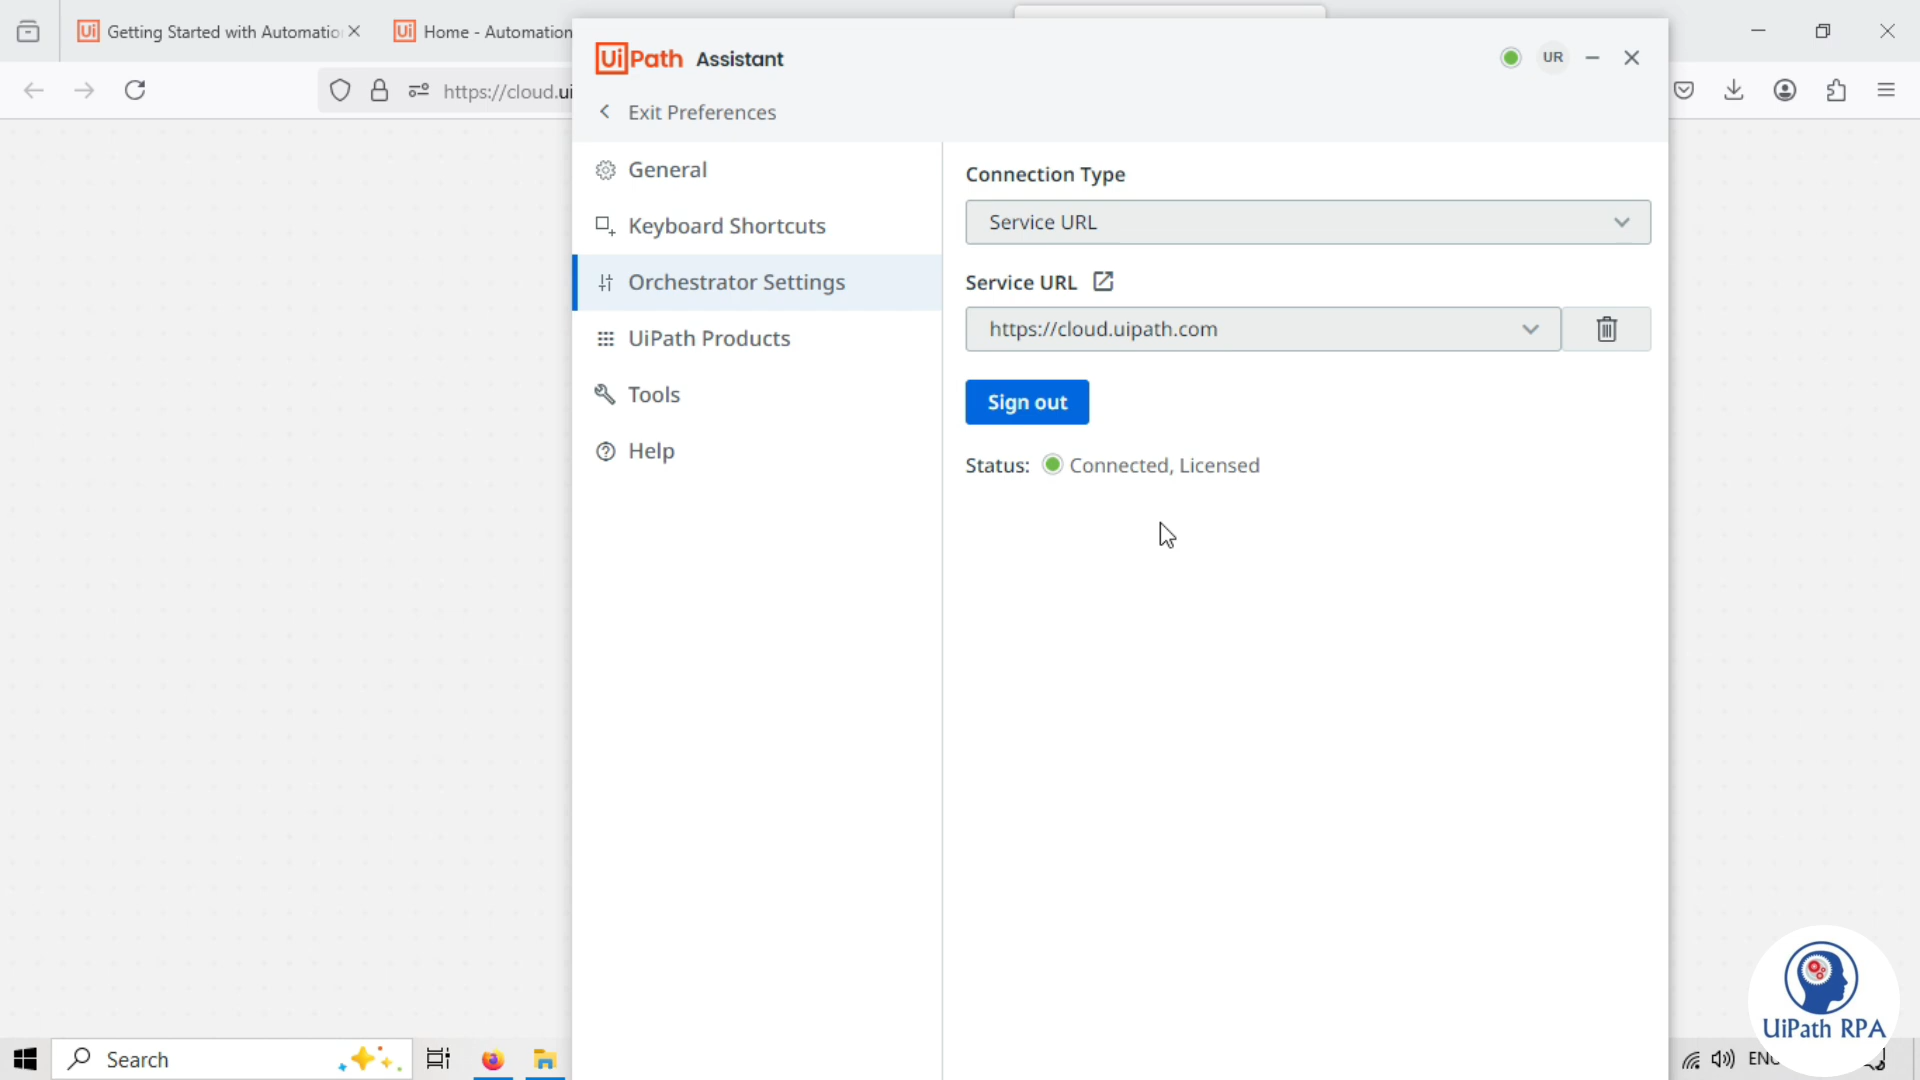 Getting Started with Automatio
Home - Automation
https://cloud.ui
UiPath Assistant
UR
Exit Preferences
General
Keyboard Shortcuts
Orchestrator Settings
UiPath Products
Tools
Help
Connection Type
Service URL
Service URL
https://cloud.uipath.com
Sign out
Status: Connected, Licensed
UiPath RPA
Search
ENG